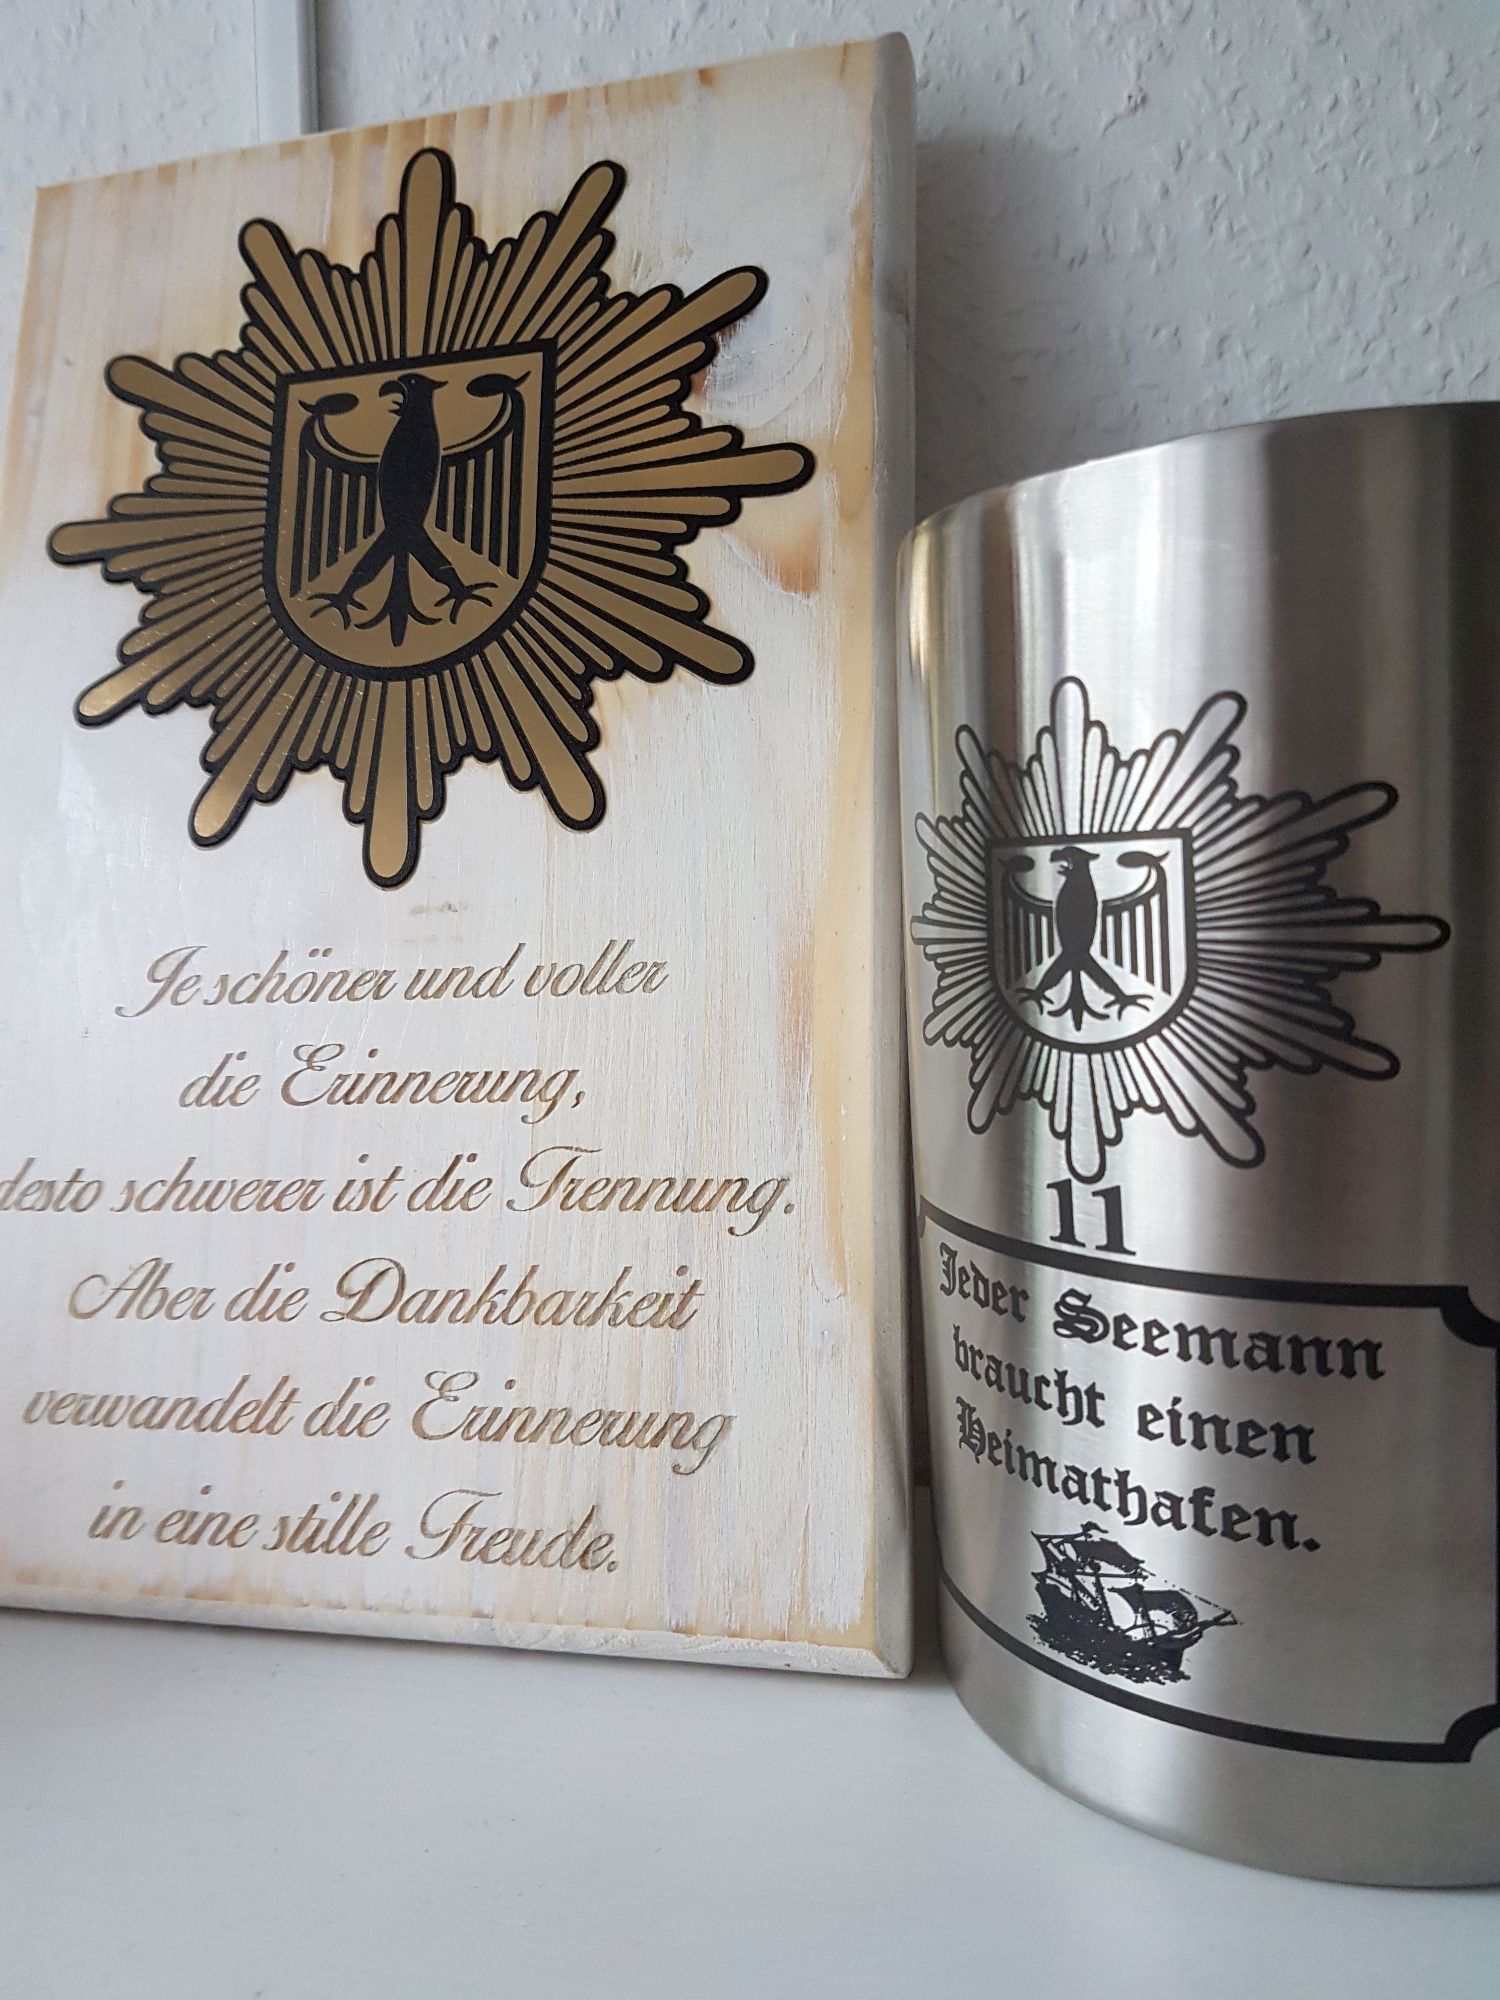 Je schöner und voller
die Erinnerung,
desto schwerer ist die Trennung.
Aber die Dankbarkeit
verwandelt die Erinnerung
in eine stille Freude.
11
Jeder Seemann
braucht einen
Heimathafen.